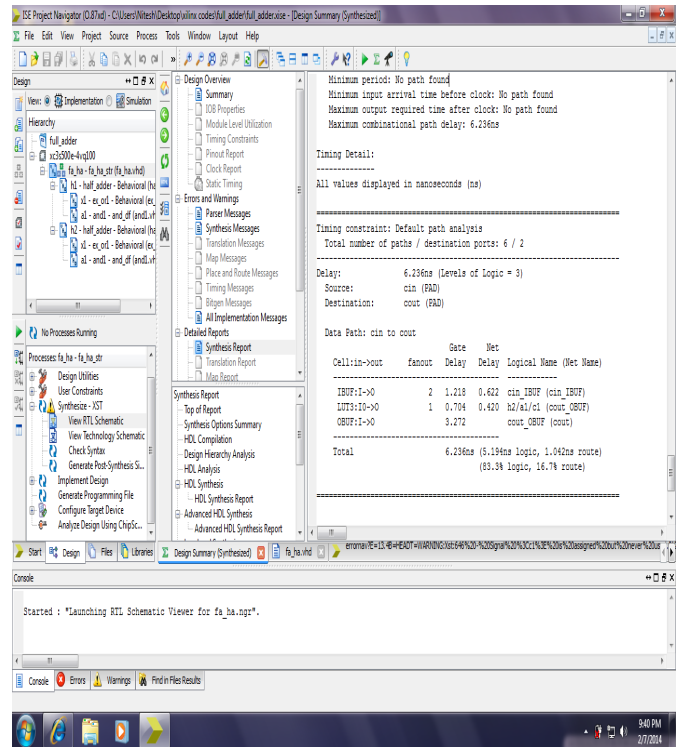 ISE Project Navigator (O.87xd) - C:\Users\Nitesh\Desktop\xilinx codes\full_adder\full_adder.xise - [Design Summary (Synthesized)]
File Edit View Project Source Process Tools Window Layout Help
Design
View: Implementation Simulation
Hierarchy
full_adder
xc3s500e-4vq100
fa_ha - fa_ha_str (fa_ha.vhd)
h1 - half_adder - Behavioral (ha
x1 - ex_or1 - Behavioral (ex_
a1 - and1 - and_df (and1.vh
h2 - half_adder - Behavioral (ha
x1 - ex_or1 - Behavioral (ex_
a1 - and1 - and_df (and1.vh
No Processes Running
Processes: fa_ha - fa_ha_str
Design Utilities
User Constraints
Synthesize - XST
View RTL Schematic
View Technology Schematic
Check Syntax
Generate Post-Synthesis Si...
Implement Design
Generate Programming File
Configure Target Device
Analyze Design Using ChipSc...
Start Design Files Libraries
Design Overview
Summary
IOB Properties
Module Level Utilization
Timing Constraints
Pinout Report
Clock Report
Static Timing
Errors and Warnings
Parser Messages
Synthesis Messages
Translation Messages
Map Messages
Place and Route Messages
Timing Messages
Bitgen Messages
All Implementation Messages
Detailed Reports
Synthesis Report
Translation Report
Map Report
Synthesis Report
Top of Report
Synthesis Options Summary
HDL Compilation
Design Hierarchy Analysis
HDL Analysis
HDL Synthesis
HDL Synthesis Report
Advanced HDL Synthesis
Advanced HDL Synthesis Report
Minimum period: No path found
Minimum input arrival time before clock: No path found
Maximum output required time after clock: No path found
Maximum combinational path delay: 6.236ns
Timing Detail:
--------------
All values displayed in nanoseconds (ns)
Timing constraint: Default path analysis
Total number of paths / destination ports: 6 / 2
Delay: 6.236ns (Levels of Logic = 3)
Source: cin (PAD)
Destination: cout (PAD)
Data Path: cin to cout
Gate Net
Cell:in->out fanout Delay Delay Logical Name (Net Name)
IBUF:I->O 2 1.218 0.622 cin_IBUF (cin_IBUF)
LUT3:I0->O 1 0.704 0.420 h2/a1/c1 (cout_OBUF)
OBUF:I->O 3.272 cout_OBUF (cout)
Total 6.236ns (5.194ns logic, 1.042ns route)
(83.3% logic, 16.7% route)
Design Summary (Synthesized) fa_ha.vhd
Console
Started : "Launching RTL Schematic Viewer for fa_ha.ngr".
Console Errors Warnings Find in Files Results
9:40 PM
2/7/2014